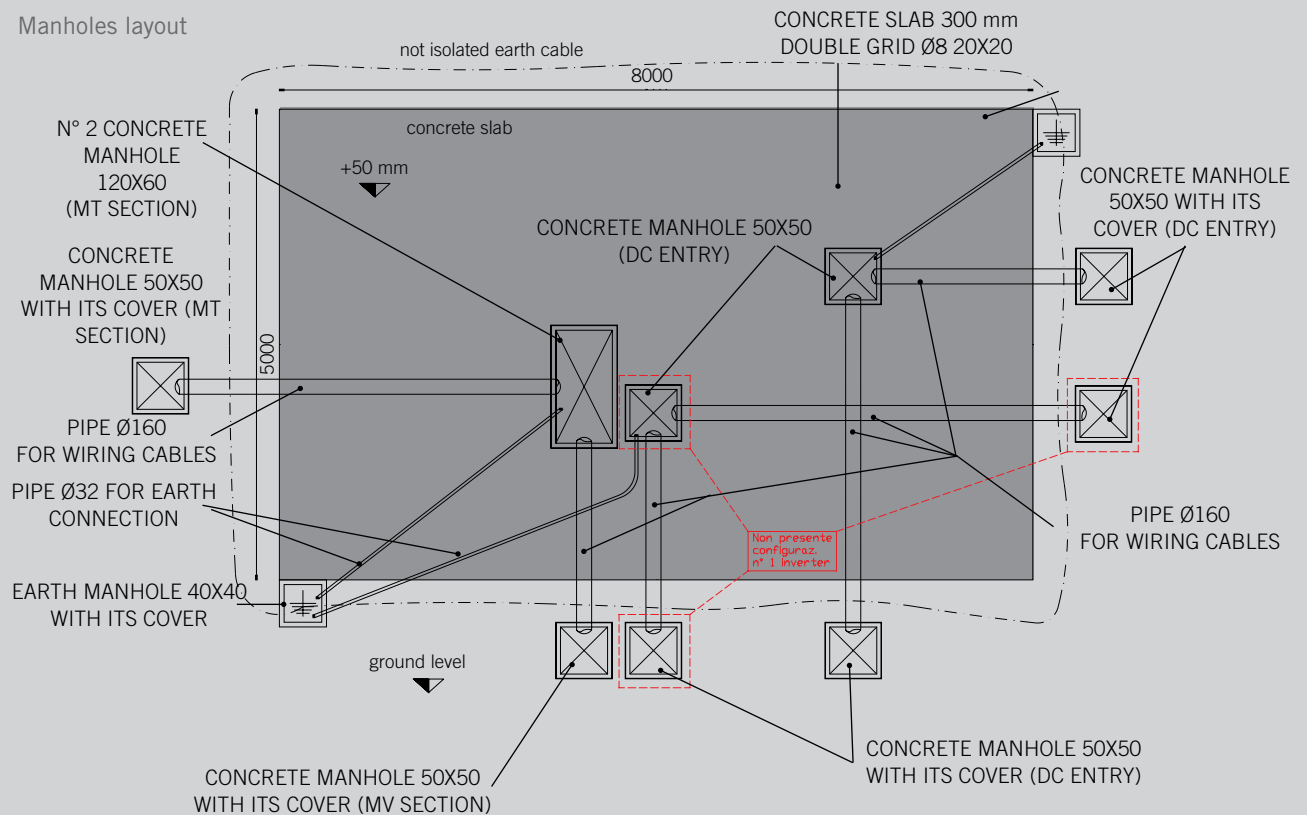 Manholes layout
CONCRETE SLAB 300 mm
DOUBLE GRID Ø8 20X20
not isolated earth cable
8000
N° 2 CONCRETE
MANHOLE
120X60
(MT SECTION)
concrete slab
+50 mm
CONCRETE MANHOLE
50X50 WITH ITS
COVER (DC ENTRY)
CONCRETE MANHOLE 50X50
(DC ENTRY)
CONCRETE
MANHOLE 50X50
WITH ITS COVER (MT
SECTION)
5000
PIPE Ø160
FOR WIRING CABLES
PIPE Ø32 FOR EARTH
CONNECTION
Non presente
configuraz.
n° 1 inverter
PIPE Ø160
FOR WIRING CABLES
EARTH MANHOLE 40X40
WITH ITS COVER
ground level
CONCRETE MANHOLE 50X50
WITH ITS COVER (DC ENTRY)
CONCRETE MANHOLE 50X50
WITH ITS COVER (MV SECTION)